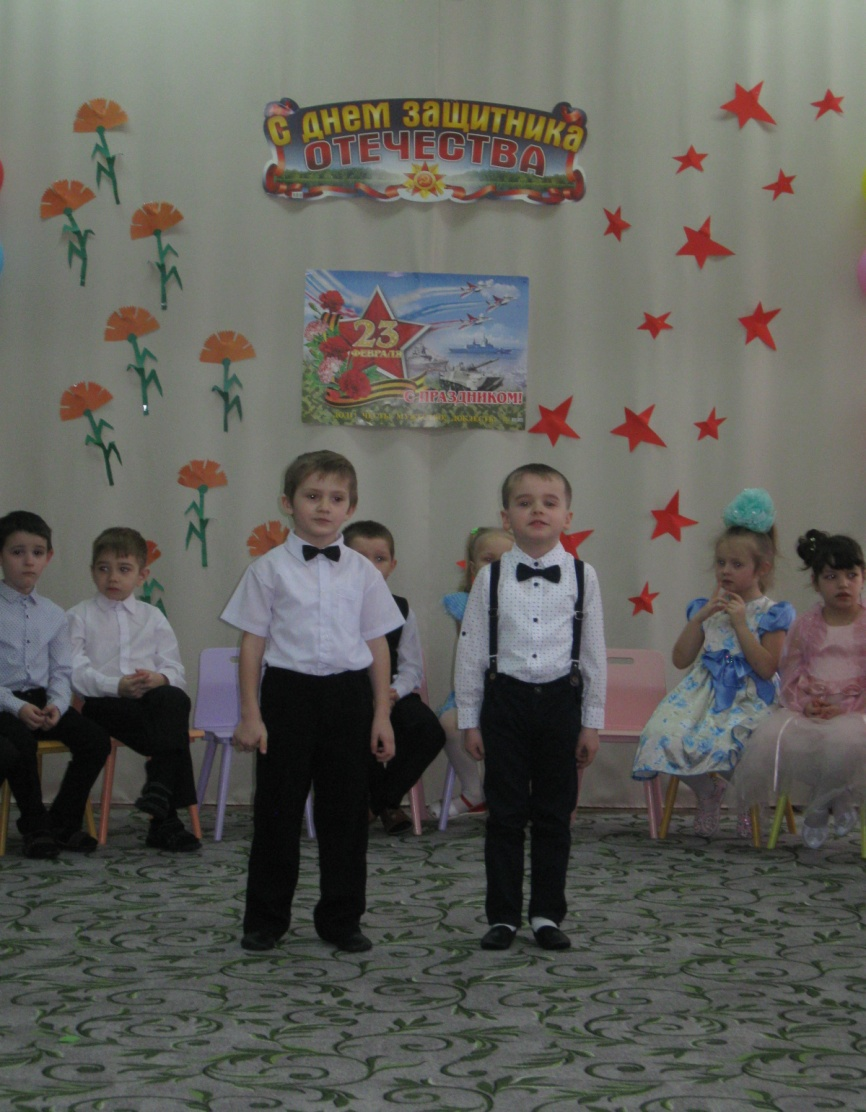 С Днем защитника
ОТЕЧЕСТВА
23
ФЕВРАЛЯ
С ПРАЗДНИКОМ!